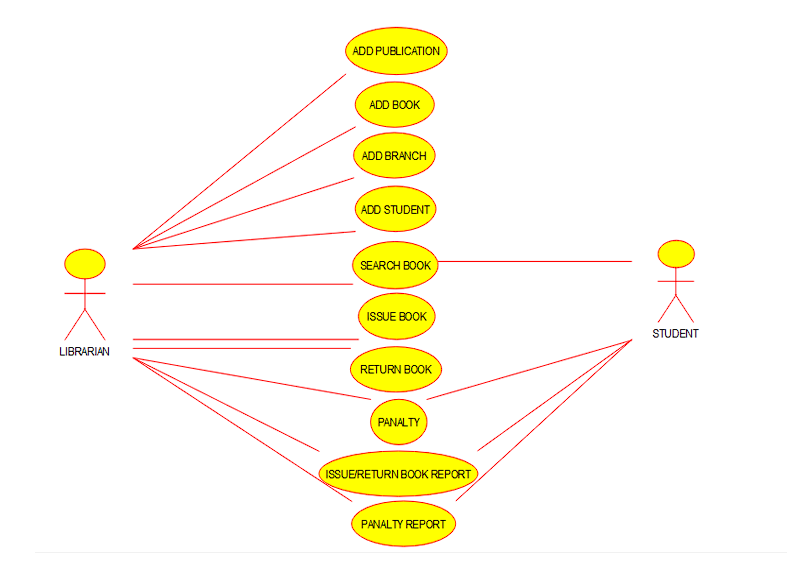 ADD PUBLICATION
ADD BOOK
ADD BRANCH
ADD STUDENT
SEARCH BOOK
ISSUE BOOK
STUDENT
LIBRARIAN
RETURN BOOK
PANALTY
ISSUE/RETURN BOOK REPORT
PANALTY REPORT